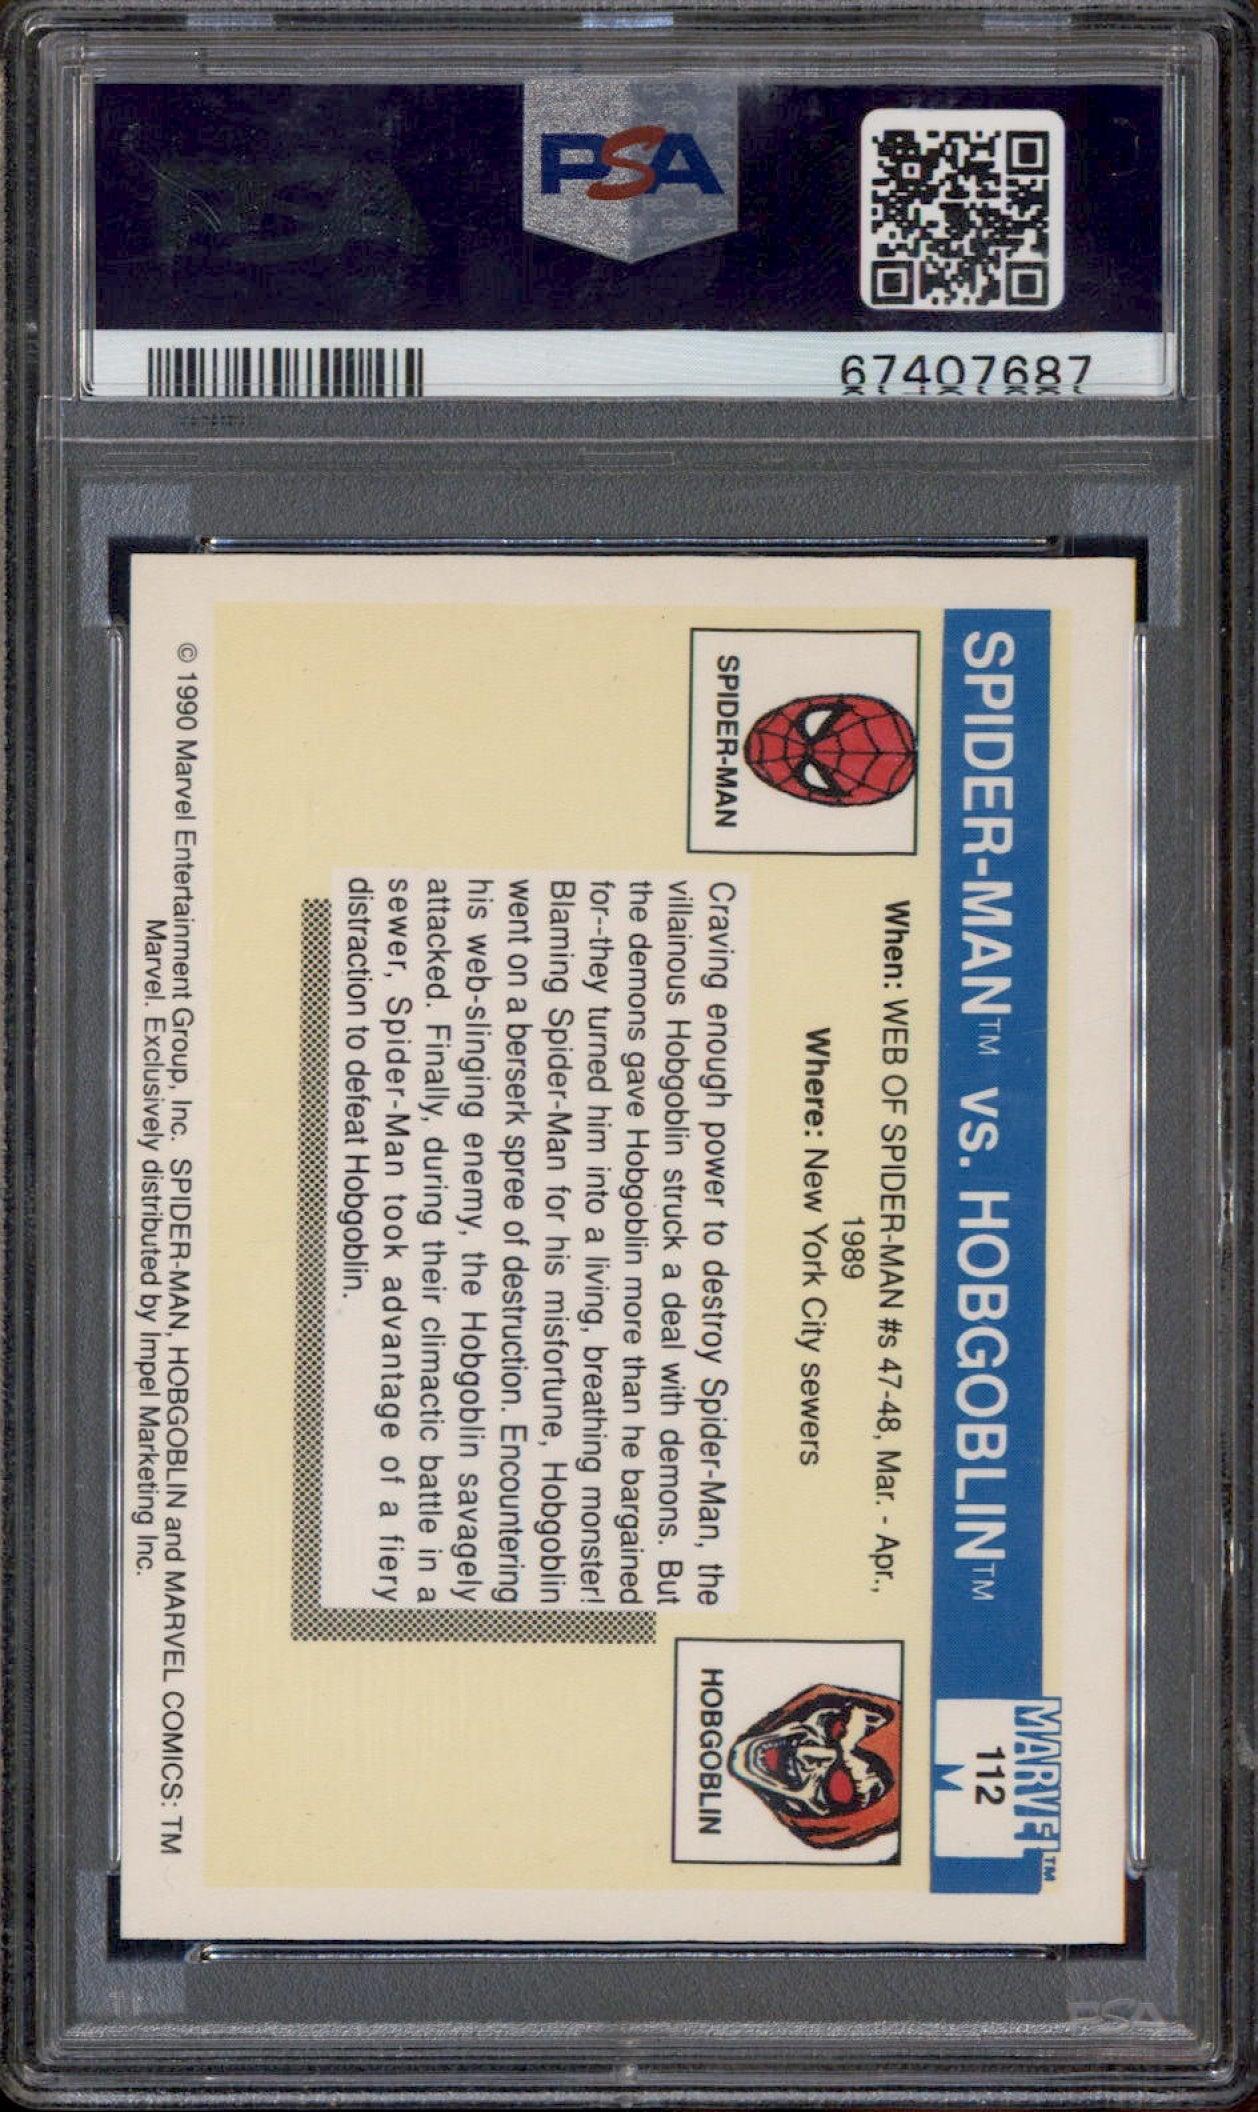 PSA
67407687
SPIDER-MAN™ vs. HOBGOBLIN™
MARVEL™
112
M
SPIDER-MAN
When: WEB OF SPIDER-MAN #s 47-48, Mar. - Apr.,
1989
Where: New York City sewers
Craving enough power to destroy Spider-Man, the
villainous Hobgoblin struck a deal with demons. But
the demons gave Hobgoblin more than he bargained
for--they turned him into a living, breathing monster!
Blaming Spider-Man for his misfortune, Hobgoblin
went on a berserk spree of destruction. Encountering
his web-slinging enemy, the Hobgoblin savagely
attacked. Finally, during their climactic battle in a
sewer, Spider-Man took advantage of a fiery
distraction to defeat Hobgoblin.
HOBGOBLIN
© 1990 Marvel Entertainment Group, Inc. SPIDER-MAN, HOBGOBLIN and MARVEL COMICS: TM
Marvel. Exclusively distributed by Impel Marketing Inc.
PSA